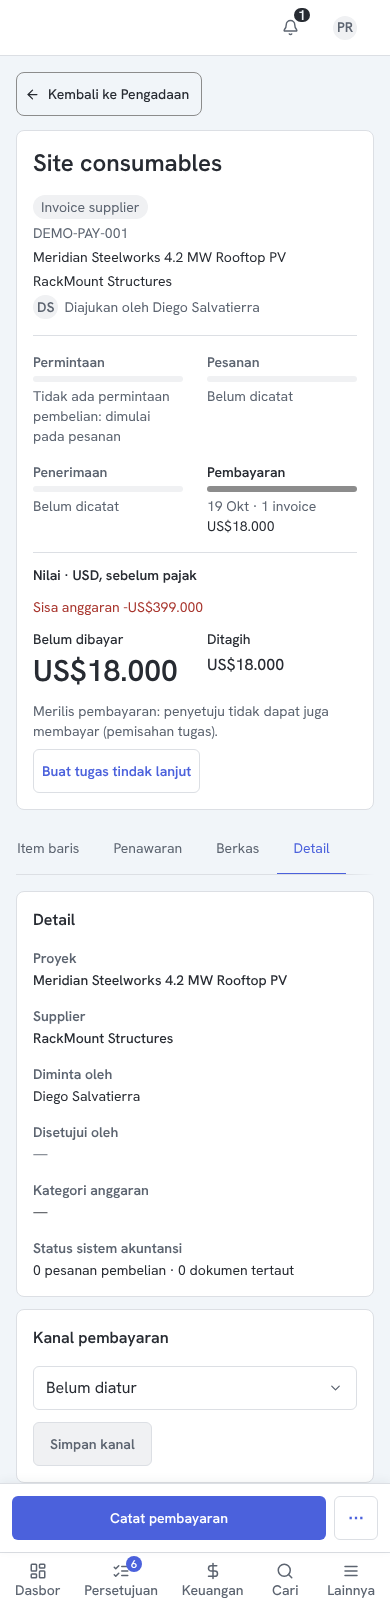 1
PR
← Kembali ke Pengadaan
Site consumables
Invoice supplier
DEMO-PAY-001
Meridian Steelworks 4.2 MW Rooftop PV
RackMount Structures
DS Diajukan oleh Diego Salvatierra
Permintaan
Tidak ada permintaan
pembelian: dimulai
pada pesanan
Pesanan
Belum dicatat
Penerimaan
Belum dicatat
Pembayaran
19 Okt · 1 invoice
US$18.000
Nilai · USD, sebelum pajak
Sisa anggaran -US$399.000
Belum dibayar
US$18.000
Ditagih
US$18.000
Merilis pembayaran: penyetuju tidak dapat juga
membayar (pemisahan tugas).
Buat tugas tindak lanjut
Item baris Penawaran Berkas Detail
Detail
Proyek
Meridian Steelworks 4.2 MW Rooftop PV
Supplier
RackMount Structures
Diminta oleh
Diego Salvatierra
Disetujui oleh
—
Kategori anggaran
—
Status sistem akuntansi
0 pesanan pembelian · 0 dokumen tertaut
Kanal pembayaran
Belum diatur
Simpan kanal
Catat pembayaran
···
6
Dasbor Persetujuan Keuangan Cari Lainnya